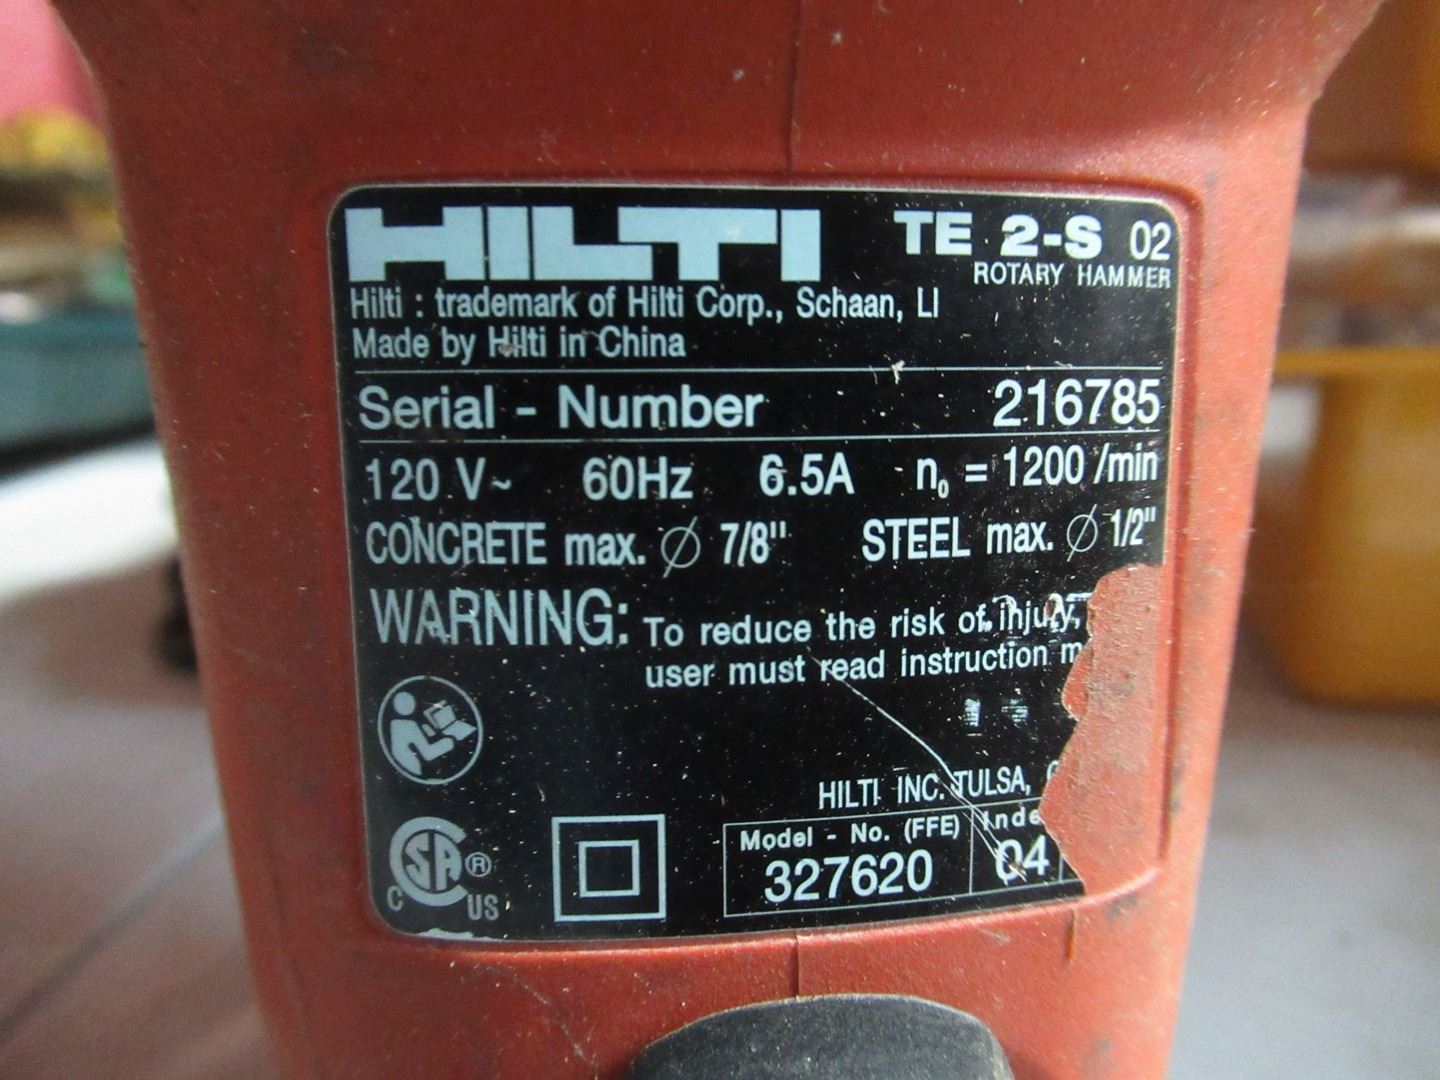 HILTI TE 2-S 02
ROTARY HAMMER
Hilti : trademark of Hilti Corp., Schaan, LI
Made by Hilti in China
Serial - Number 216785
120 V~ 60Hz 6.5A n₀ = 1200 /min
CONCRETE max. ∅ 7/8" STEEL max. ∅ 1/2"
WARNING: To reduce the risk of injury,
user must read instruction m
HILTI INC. TULSA,
Model - No. (FFE) Inde
327620 04
CSA ®
C US